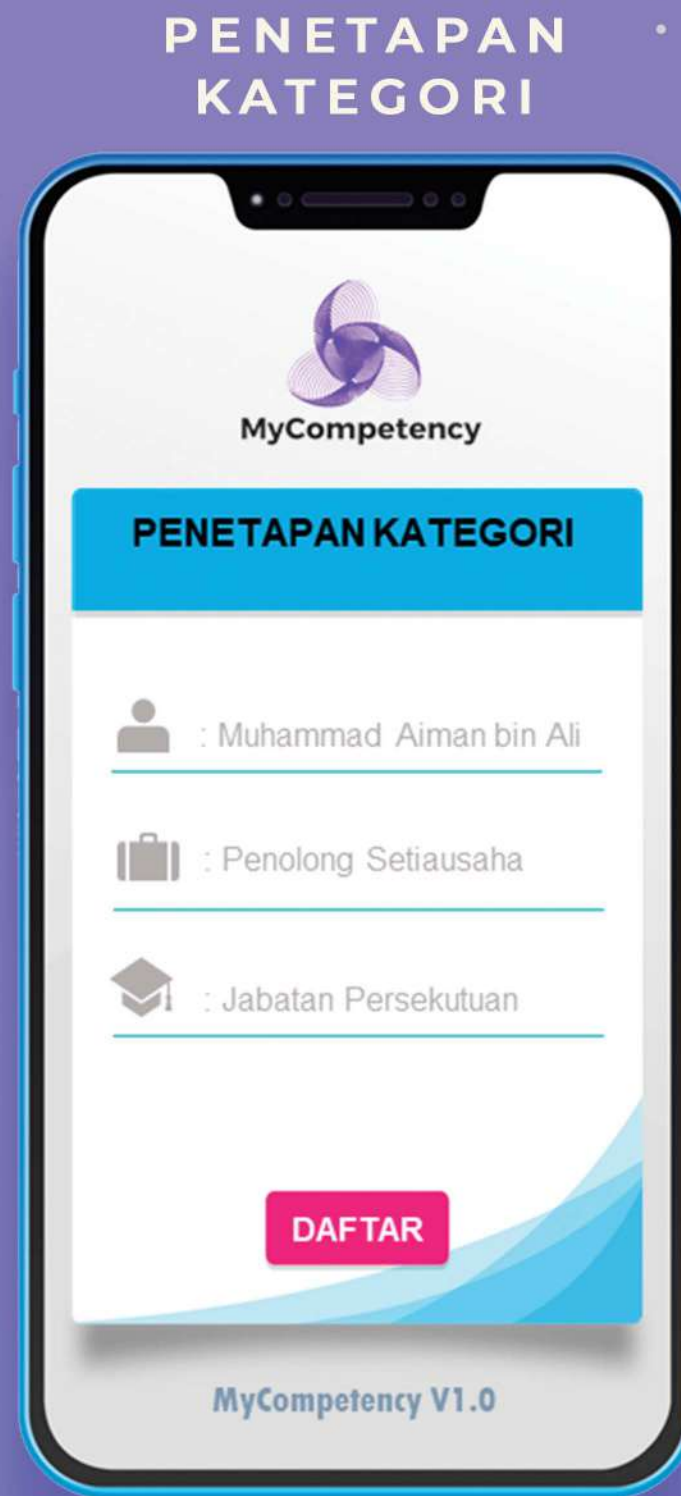 PENETAPAN
KATEGORI
MyCompetency
PENETAPAN KATEGORI
: Muhammad Aiman bin Ali
: Penolong Setiausaha
: Jabatan Persekutuan
DAFTAR
MyCompetency V1.0